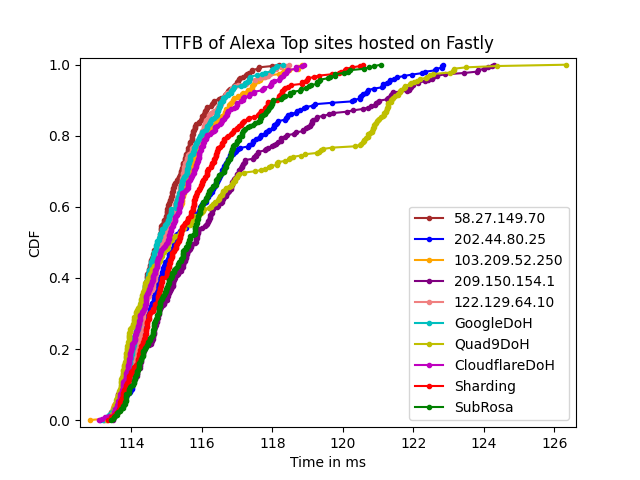 TTFB of Alexa Top sites hosted on Fastly
1.0
0.8
0.6
0.4
0.2
0.0
CDF
58.27.149.70
202.44.80.25
103.209.52.250
209.150.154.1
122.129.64.10
GoogleDoH
Quad9DoH
CloudflareDoH
Sharding
SubRosa
114 116 118 120 122 124 126
Time in ms